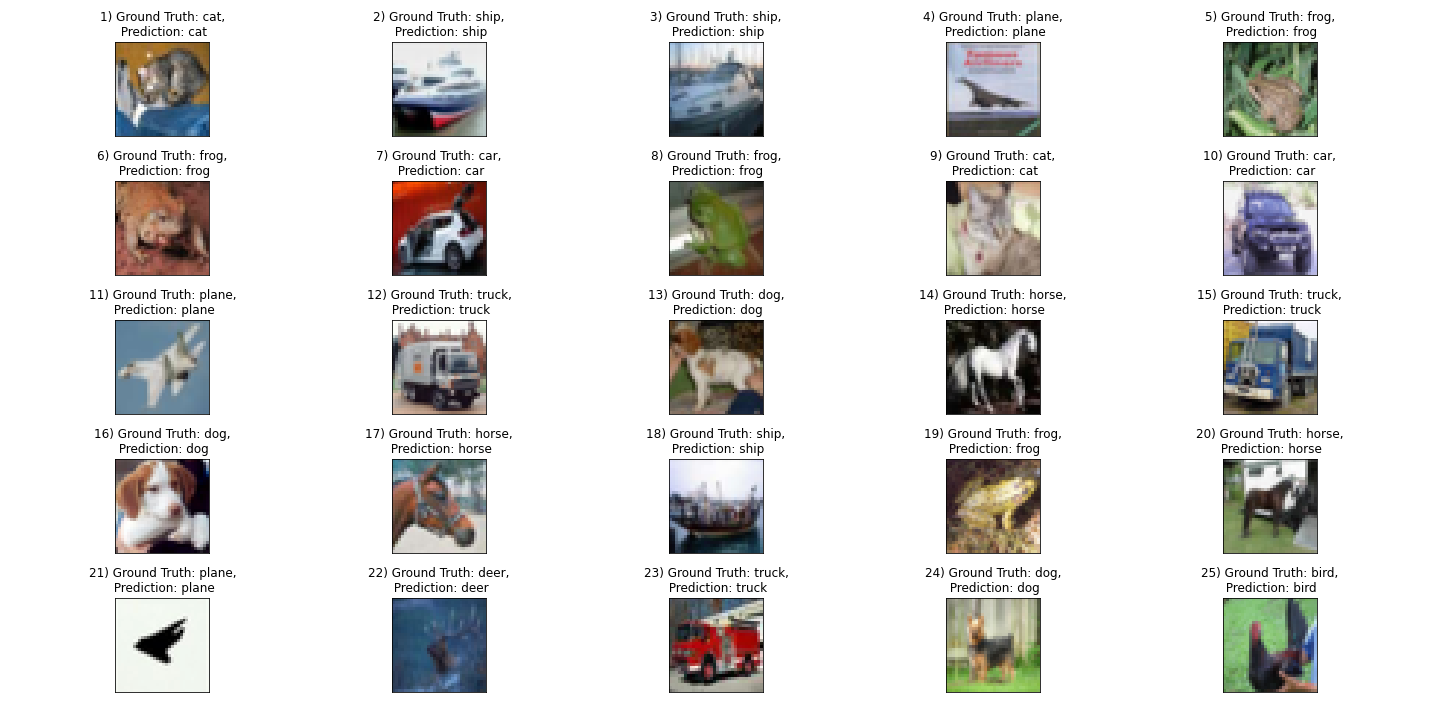 1) Ground Truth: cat,
Prediction: cat
2) Ground Truth: ship,
Prediction: ship
3) Ground Truth: ship,
Prediction: ship
4) Ground Truth: plane,
Prediction: plane
5) Ground Truth: frog,
Prediction: frog
6) Ground Truth: frog,
Prediction: frog
7) Ground Truth: car,
Prediction: car
8) Ground Truth: frog,
Prediction: frog
9) Ground Truth: cat,
Prediction: cat
10) Ground Truth: car,
Prediction: car
11) Ground Truth: plane,
Prediction: plane
12) Ground Truth: truck,
Prediction: truck
13) Ground Truth: dog,
Prediction: dog
14) Ground Truth: horse,
Prediction: horse
15) Ground Truth: truck,
Prediction: truck
16) Ground Truth: dog,
Prediction: dog
17) Ground Truth: horse,
Prediction: horse
18) Ground Truth: ship,
Prediction: ship
19) Ground Truth: frog,
Prediction: frog
20) Ground Truth: horse,
Prediction: horse
21) Ground Truth: plane,
Prediction: plane
22) Ground Truth: deer,
Prediction: deer
23) Ground Truth: truck,
Prediction: truck
24) Ground Truth: dog,
Prediction: dog
25) Ground Truth: bird,
Prediction: bird